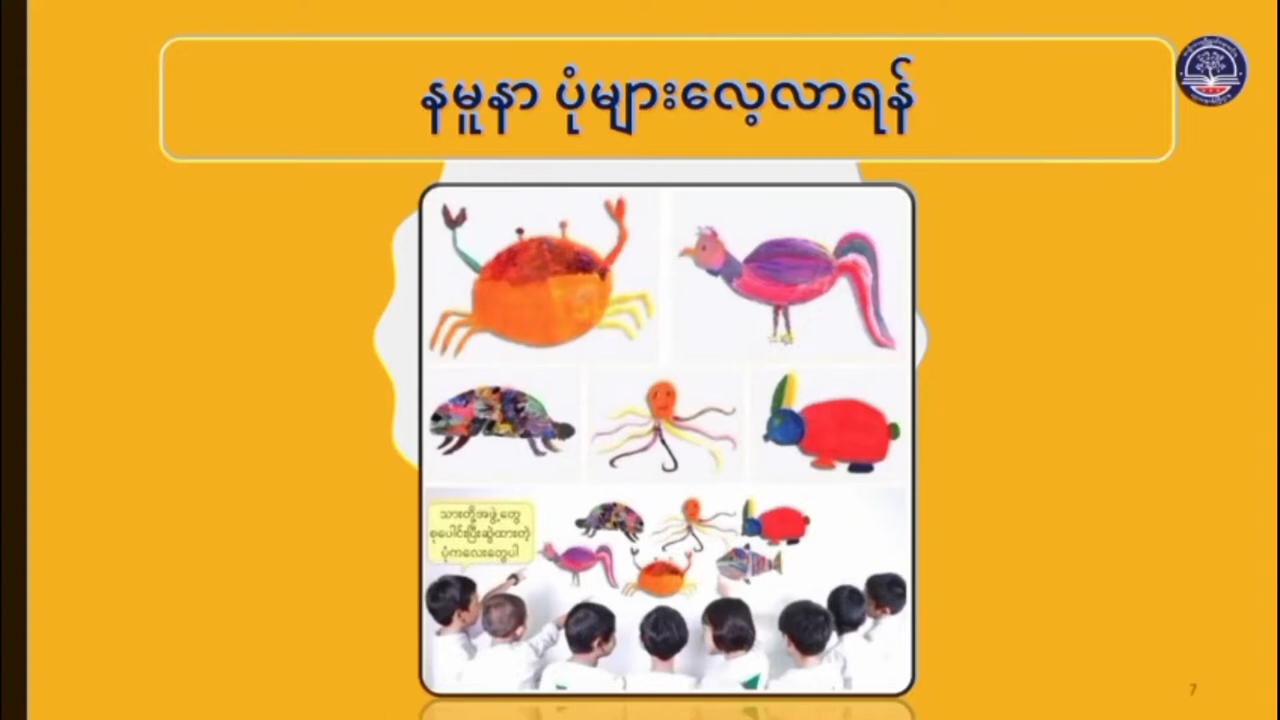 နမူနာ ပုံများလေ့လာရန်
သားတို့အဖွဲ့တွေ
စုပေါင်းပြီးဆွဲထားတဲ့
ပုံကလေးတွေပါ
7